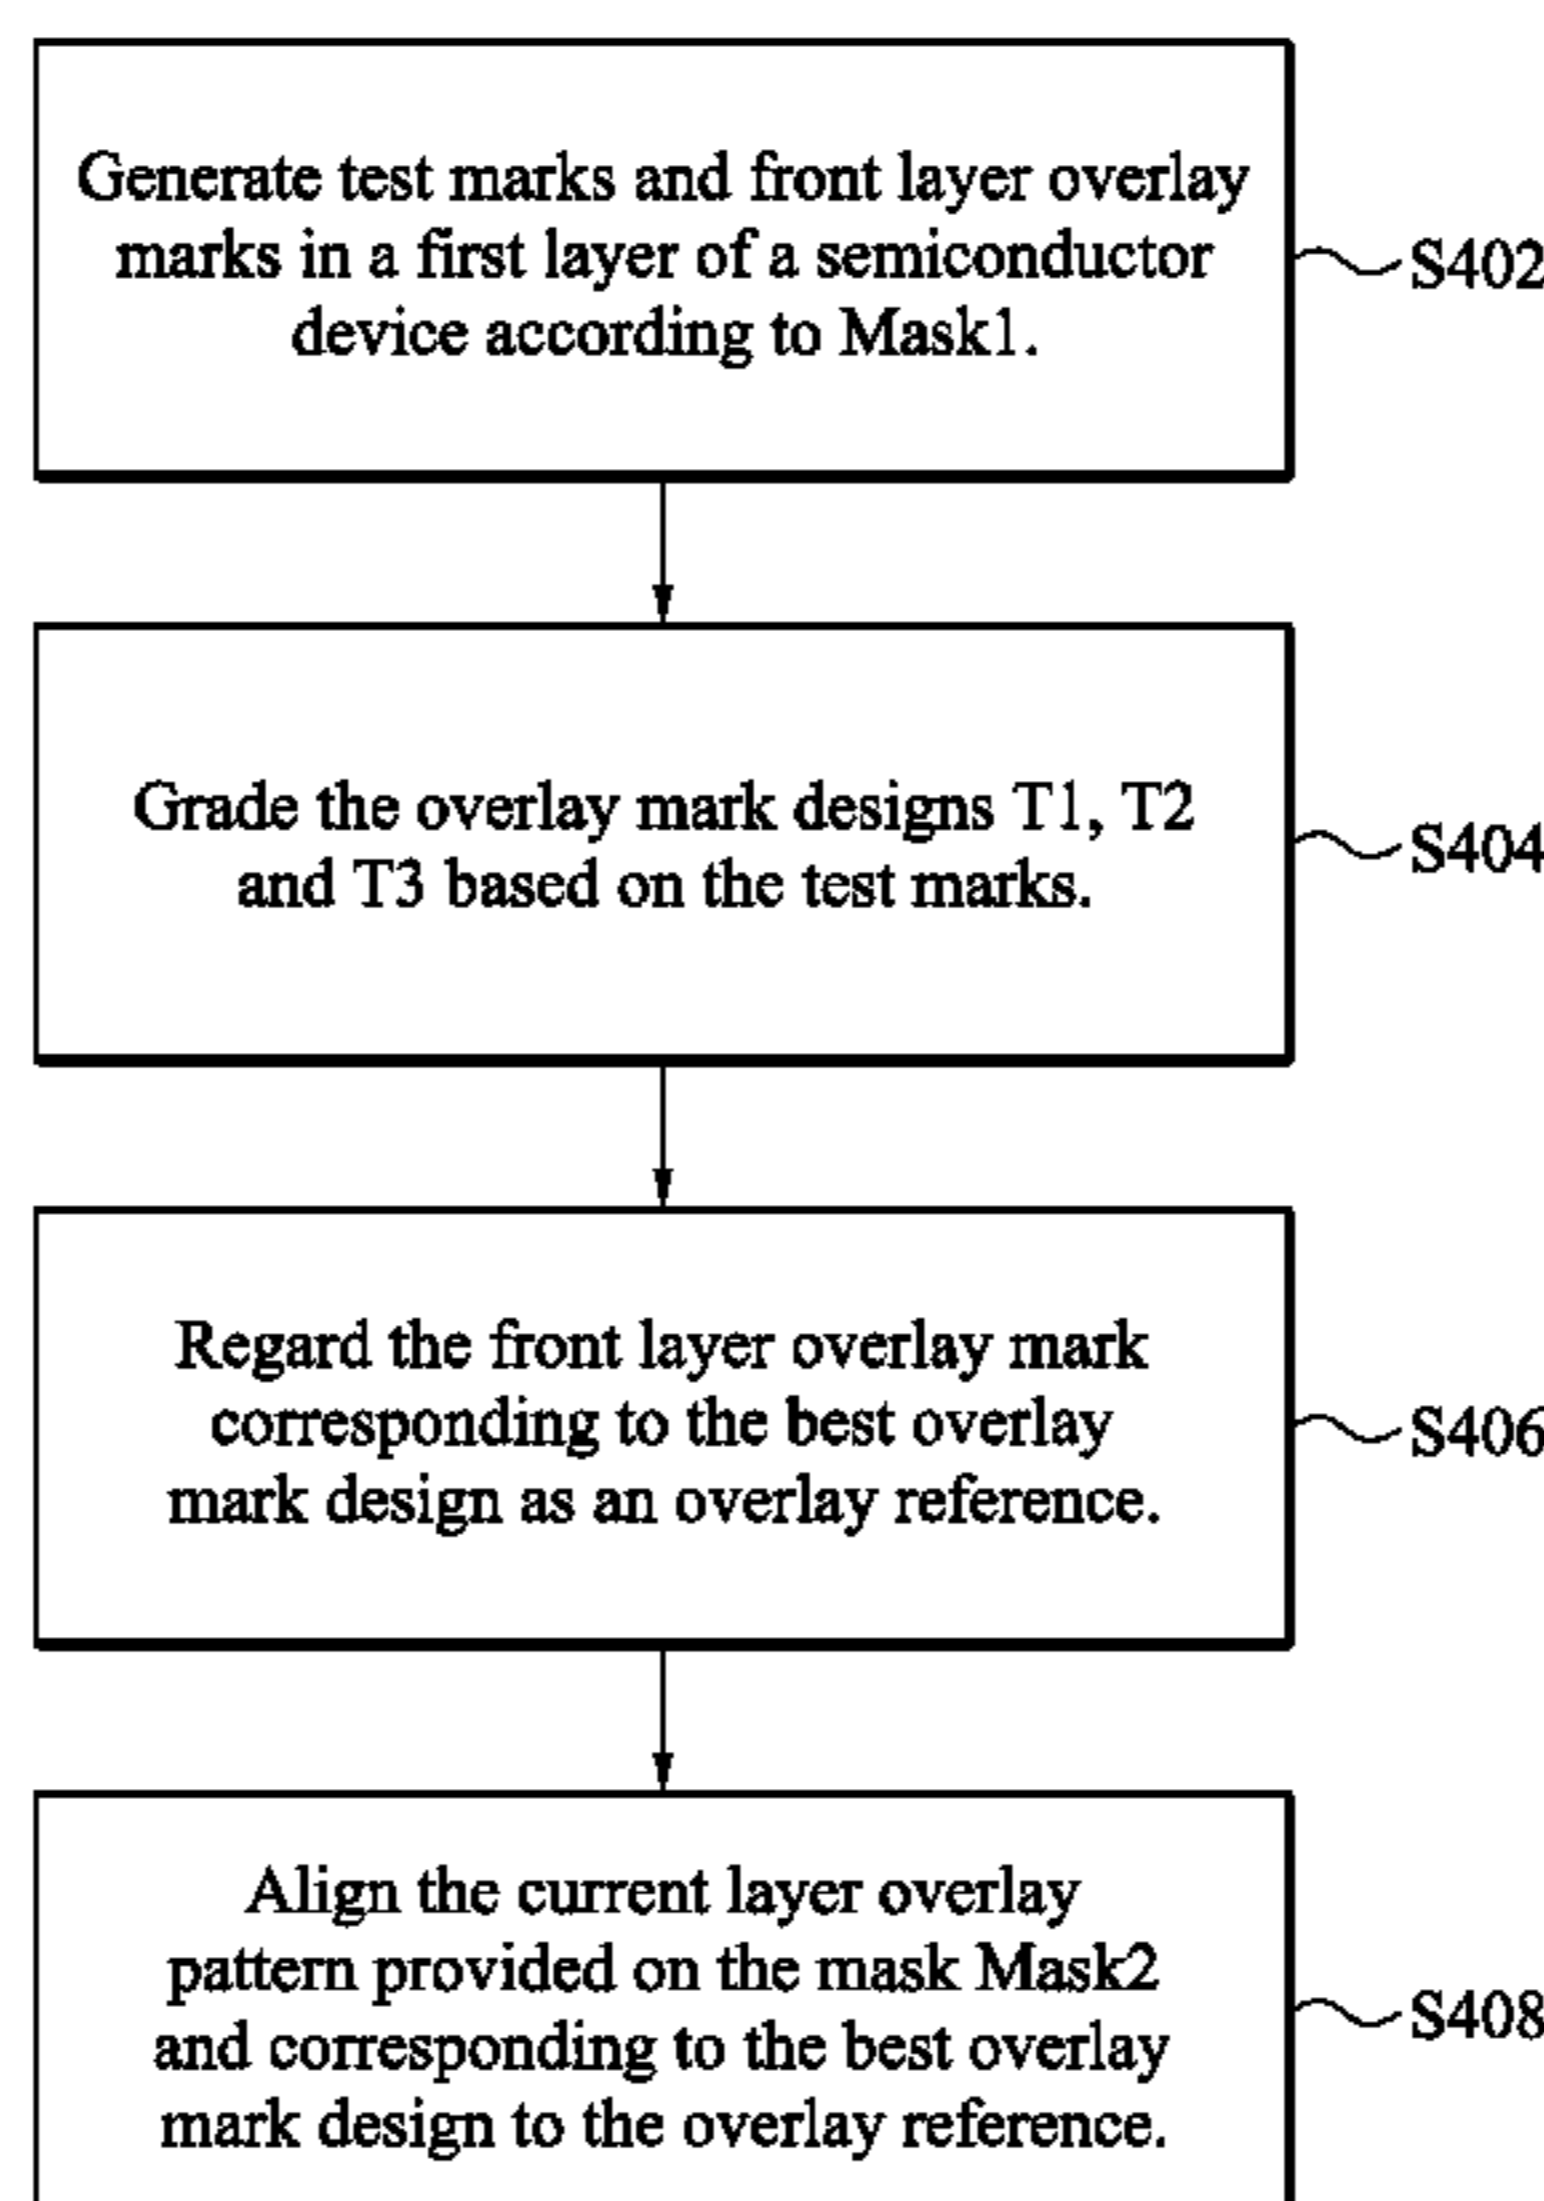 Generate test marks and front layer overlay
marks in a first layer of a semiconductor
device according to Mask1.
S402
Grade the overlay mark designs T1, T2
and T3 based on the test marks.
S404
Regard the front layer overlay mark
corresponding to the best overlay
mark design as an overlay reference.
S406
Align the current layer overlay
pattern provided on the mask Mask2
and corresponding to the best overlay
mark design to the overlay reference.
S408